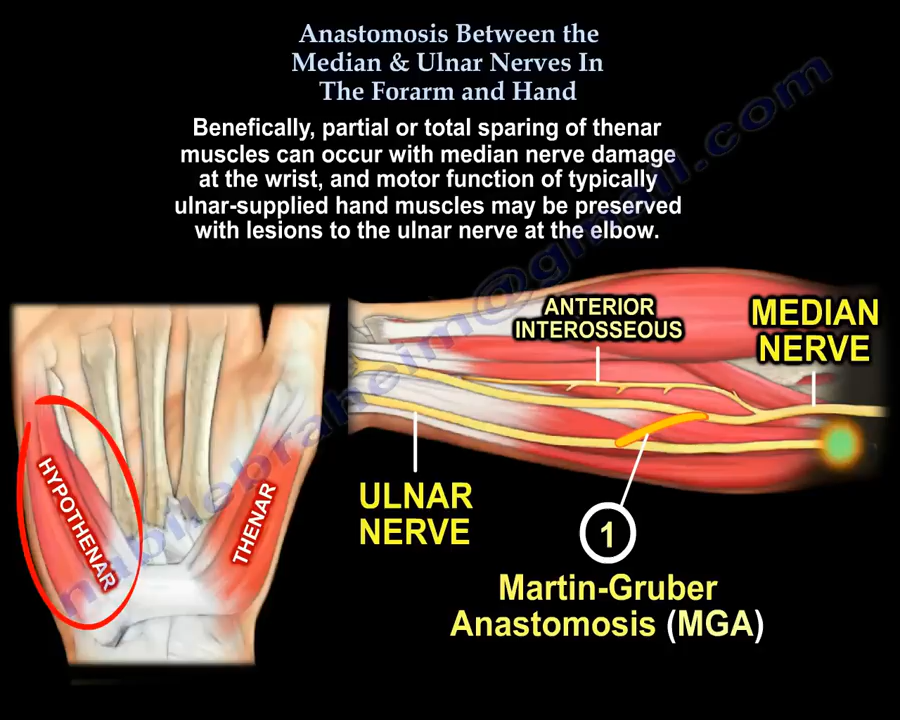 Anastomosis Between the
Median & Ulnar Nerves In
The Forarm and Hand
Benefically, partial or total sparing of thenar
muscles can occur with median nerve damage
at the wrist, and motor function of typically
ulnar-supplied hand muscles may be preserved
with lesions to the ulnar nerve at the elbow.
ANTERIOR
INTEROSSEOUS
MEDIAN
NERVE
HYPOTHENAR
THENAR
ULNAR
NERVE
1
Martin-Gruber
Anastomosis (MGA)
nabilebraheim@gmail.com